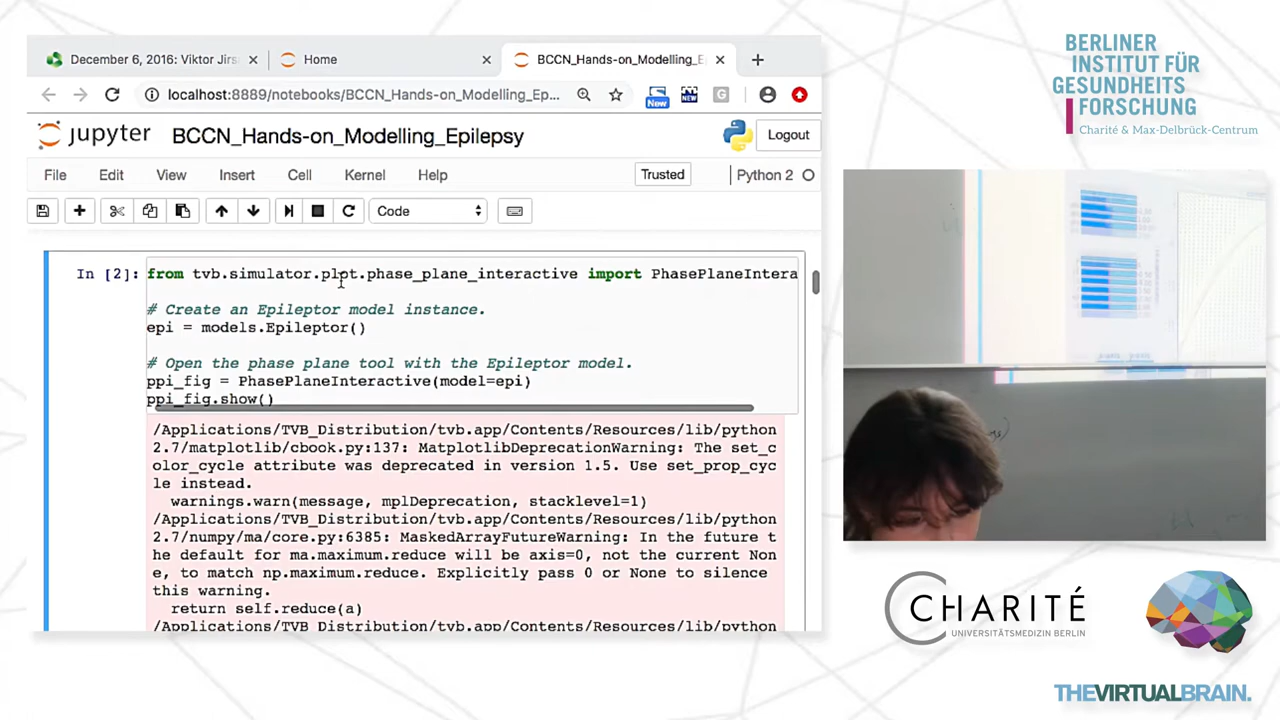 December 6, 2016: Viktor Jirs
Home
BCCN_Hands-on_Modelling_E
localhost:8889/notebooks/BCCN_Hands-on_Modelling_Ep...
New
NEW
G
jupyter
BCCN_Hands-on_Modelling_Epilepsy
Logout
File Edit View Insert Cell Kernel Help
Trusted
Python 2
Code
In [2]:
from tvb.simulator.plot.phase_plane_interactive import PhasePlaneIntera
# Create an Epileptor model instance.
epi = models.Epileptor()
# Open the phase plane tool with the Epileptor model.
ppi_fig = PhasePlaneInteractive(model=epi)
ppi_fig.show()
/Applications/TVB_Distribution/tvb.app/Contents/Resources/lib/python
2.7/matplotlib/cbook.py:137: MatplotlibDeprecationWarning: The set_c
olor_cycle attribute was deprecated in version 1.5. Use set_prop_cyc
le instead.
warnings.warn(message, mplDeprecation, stacklevel=1)
/Applications/TVB_Distribution/tvb.app/Contents/Resources/lib/python
2.7/numpy/ma/core.py:6385: MaskedArrayFutureWarning: In the future t
he default for ma.maximum.reduce will be axis=0, not the current Non
e, to match np.maximum.reduce. Explicitly pass 0 or None to silence
this warning.
return self.reduce(a)
/Applications/TVB_Distribution/tvb.app/Contents/Resources/lib/python
BERLINER
INSTITUT FÜR
GESUNDHEITS
FORSCHUNG
Charité & Max-Delbrück-Centrum
CHARITÉ
UNIVERSITÄTSMEDIZIN BERLIN
THEVIRTUALBRAIN.